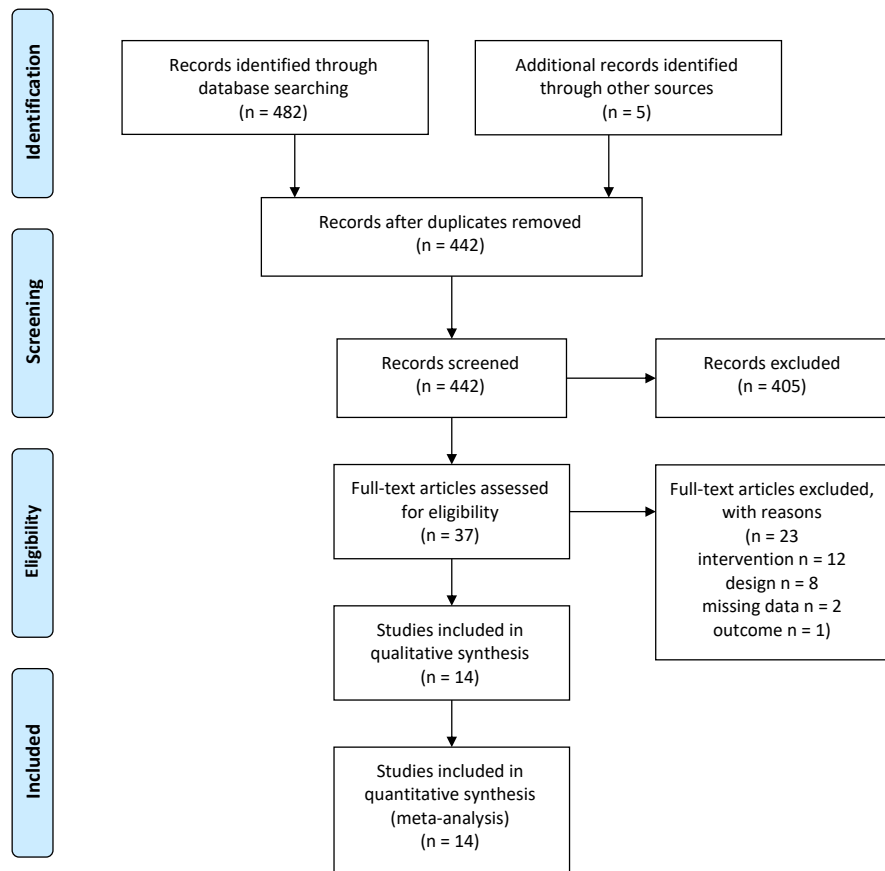 Identification
Records identified through
database searching
(n = 482)
Additional records identified
through other sources
(n = 5)
Records after duplicates removed
(n = 442)
Screening
Records screened
(n = 442)
Records excluded
(n = 405)
Eligibility
Full-text articles assessed
for eligibility
(n = 37)
Full-text articles excluded,
with reasons
(n = 23
intervention n = 12
design n = 8
missing data n = 2
outcome n = 1)
Studies included in
qualitative synthesis
(n = 14)
Included
Studies included in
quantitative synthesis
(meta-analysis)
(n = 14)